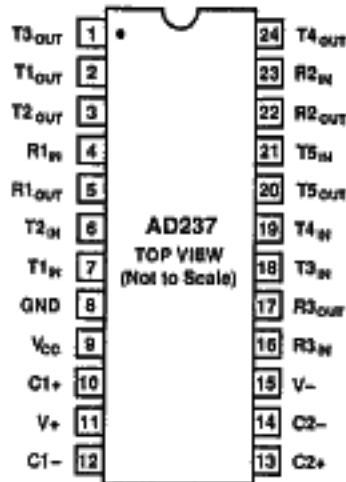 T3OUT 1 24 T4OUT
T1OUT 2 23 R2IN
T2OUT 3 22 R2OUT
R1IN 4 21 T5IN
R1OUT 5 20 T5OUT
T2IN 6 19 T4IN
T1IN 7 18 T3IN
GND 8 17 R3OUT
VCC 9 16 R3IN
C1+ 10 15 V−
V+ 11 14 C2−
C1− 12 13 C2+
AD237
TOP VIEW
(Not to Scale)